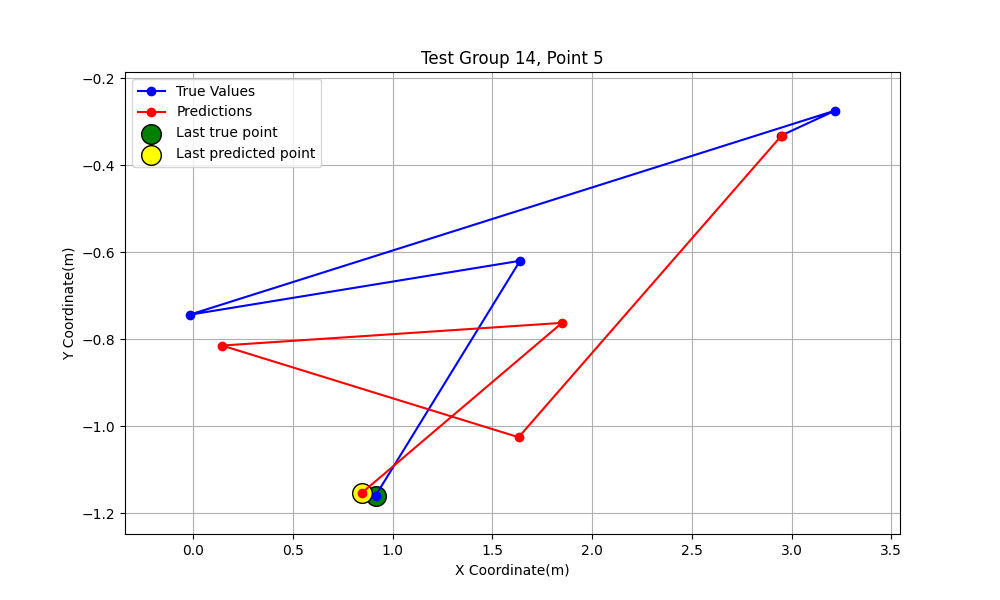 Test Group 14, Point 5
True Values
Predictions
Last true point
Last predicted point
−0.2
−0.4
−0.6
−0.8
−1.0
−1.2
Y Coordinate(m)
0.0 0.5 1.0 1.5 2.0 2.5 3.0 3.5
X Coordinate(m)